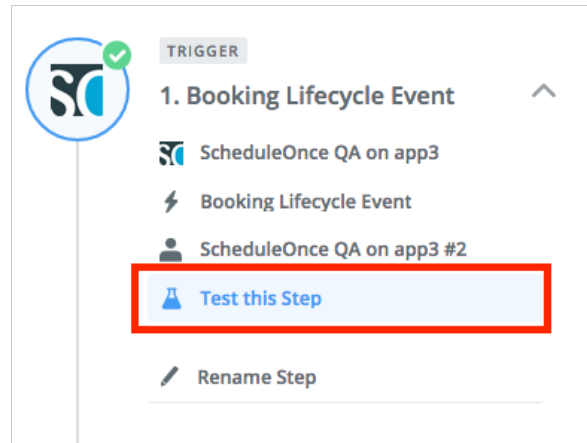 TRIGGER
1. Booking Lifecycle Event
SO
ScheduleOnce QA on app3
Booking Lifecycle Event
ScheduleOnce QA on app3 #2
Test this Step
Rename Step